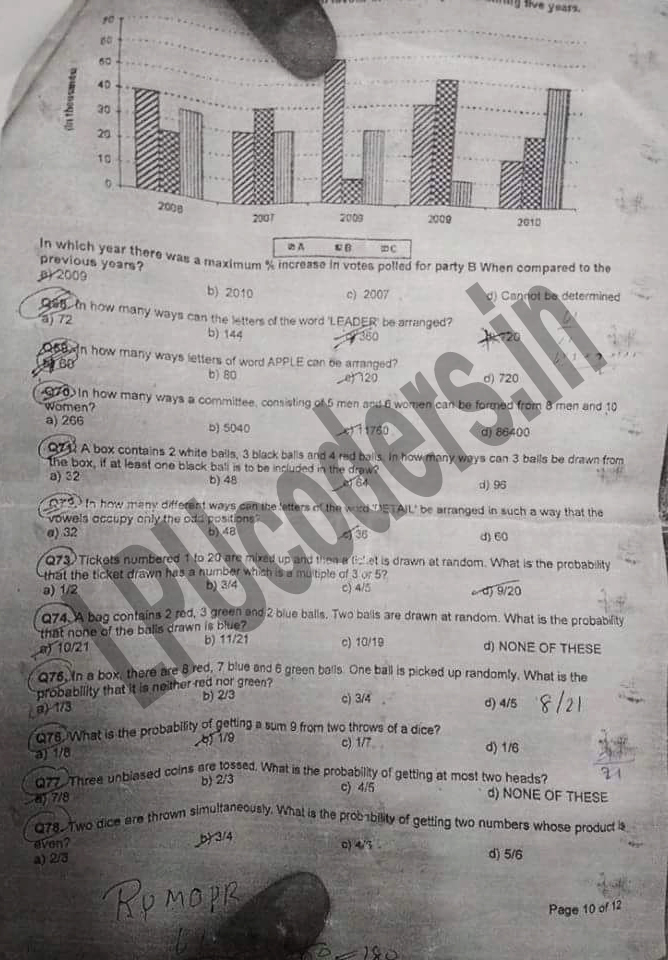 five years.
70
60
50
40
30
20
10
0
(in thousands)
2006
2007
2009
2009
2010
A B C
In which year there was a maximum % increase in votes polled for party B When compared to the
previous years?
a) 2009
b) 2010
c) 2007
d) Cannot be determined
In how many ways can the letters of the word 'LEADER' be arranged?
a) 72
b) 144
c) 360
d) 720
In how many ways letters of word APPLE can be arranged?
60
b) 80
c) 120
d) 720
Q70. In how many ways a committee, consisting of 5 men and 6 women can be formed from 8 men and 10
women?
a) 266
b) 5040
c) 11760
d) 86400
Q71. A box contains 2 white balls, 3 black balls and 4 red balls. In how many ways can 3 balls be drawn from
the box, if at least one black ball is to be included in the draw?
a) 32
b) 48
c) 64
d) 96
In how many different ways can the letters of the word 'DETAIL' be arranged in such a way that the
vowels occupy only the odd positions?
a) 32
b) 48
c) 36
d) 60
Q73. Tickets numbered 1 to 20 are mixed up and then a ticket is drawn at random. What is the probability
that the ticket drawn has a number which is a multiple of 3 or 5?
a) 1/2
b) 3/4
c) 4/5
d) 9/20
Q74. A bag contains 2 red, 3 green and 2 blue balls. Two balls are drawn at random. What is the probability
that none of the balls drawn is blue?
a) 10/21
b) 11/21
c) 10/19
d) NONE OF THESE
Q75. In a box, there are 8 red, 7 blue and 6 green balls. One ball is picked up randomly. What is the
probability that it is neither red nor green?
a) 1/3
b) 2/3
c) 3/4
d) 4/5
8/21
Q76. What is the probability of getting a sum 9 from two throws of a dice?
a) 1/8
b) 1/9
c) 1/7
d) 1/6
21
Q77. Three unbiased coins are tossed. What is the probability of getting at most two heads?
a) 7/8
b) 2/3
c) 4/5
d) NONE OF THESE
Q78. Two dice are thrown simultaneously. What is the probability of getting two numbers whose product is
even?
a) 2/3
b) 3/4
d) 5/6
Page 10 of 12
LPUcoders.in